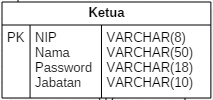 Ketua
PK NIP VARCHAR(8)
Nama VARCHAR(50)
Password VARCHAR(18)
Jabatan VARCHAR(10)